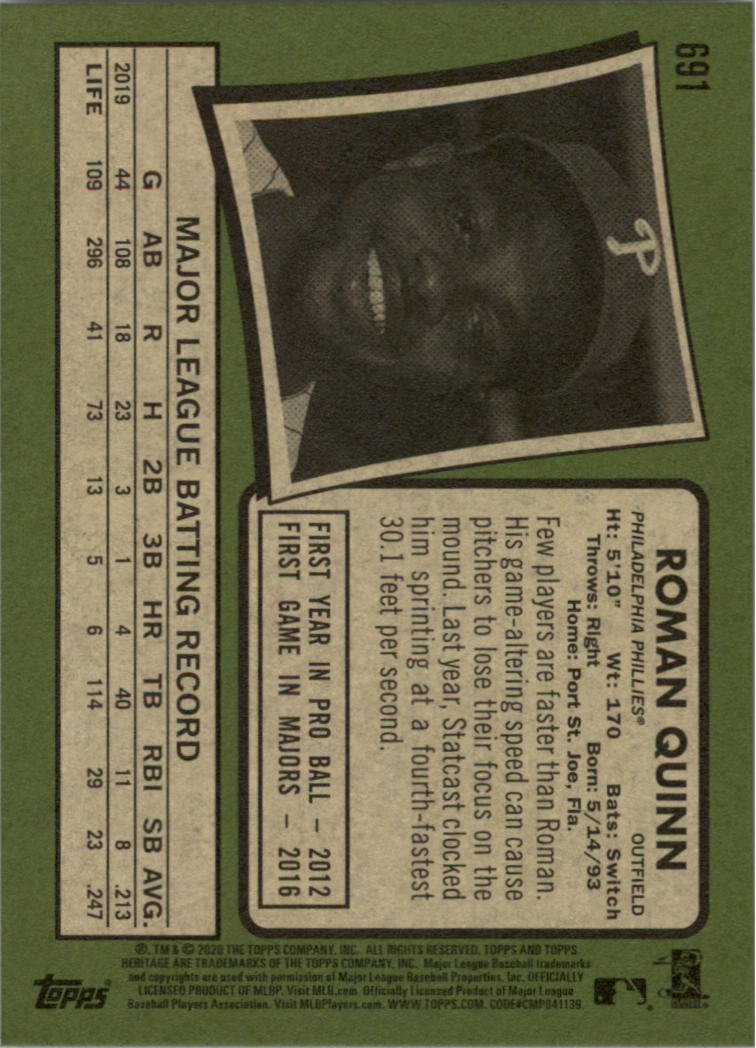 691
P
ROMAN QUINN
PHILADELPHIA PHILLIES® OUTFIELD
Ht: 5'10" Wt: 170 Bats: Switch
Throws: Right Born: 5/14/93
Home: Port St. Joe, Fla.
Few players are faster than Roman.
His game-altering speed can cause
pitchers to lose their focus on the
mound. Last year, Statcast clocked
him sprinting at a fourth-fastest
30.1 feet per second.
FIRST YEAR IN PRO BALL – 2012
FIRST GAME IN MAJORS – 2016
MAJOR LEAGUE BATTING RECORD
G AB R H 2B 3B HR TB RBI SB AVG.
2019 44 108 18 23 3 1 4 40 11 8 .213
LIFE 109 296 41 73 13 5 6 114 29 23 .247
®, TM & © 2020 THE TOPPS COMPANY, INC. ALL RIGHTS RESERVED. TOPPS AND TOPPS
HERITAGE ARE TRADEMARKS OF THE TOPPS COMPANY, INC. Major League Baseball trademarks
and copyrights are used with permission of Major League Baseball Properties, Inc. OFFICIALLY
LICENSED PRODUCT OF MLBP. Visit MLB.com. Officially Licensed Product of Major League
Baseball Players Association. Visit MLBPlayers.com. WWW.TOPPS.COM. CODE#CMP041139.
TOPPS